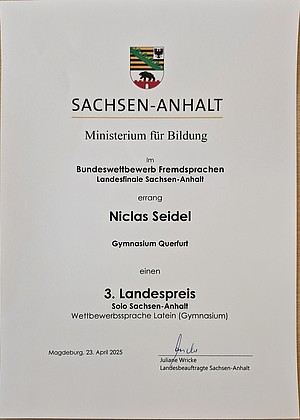 SACHSEN-ANHALT
Ministerium für Bildung
Im
Bundeswettbewerb Fremdsprachen
Landesfinale Sachsen-Anhalt
errang
Niclas Seidel
Gymnasium Querfurt
einen
3. Landespreis
Solo Sachsen-Anhalt
Wettbewerbssprache Latein (Gymnasium)
Magdeburg, 23. April 2025
Juliane Wricke
Landesbeauftragte Sachsen-Anhalt